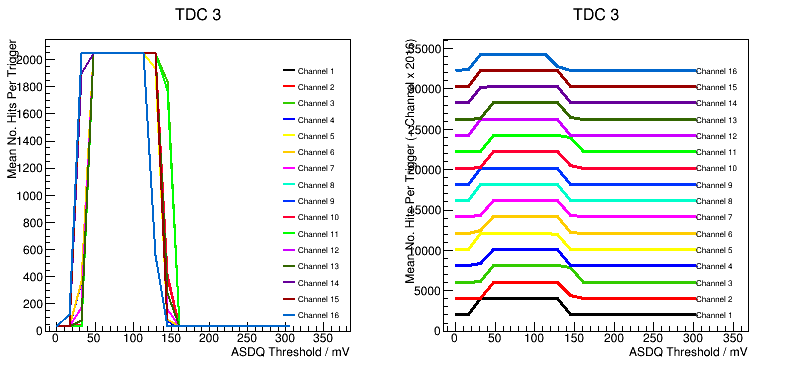 TDC 3
Mean No. Hits Per Trigger
2000
1800
1600
1400
1200
1000
800
600
400
200
0
0 50 100 150 200 250 300 350
ASDQ Threshold / mV
Channel 1
Channel 2
Channel 3
Channel 4
Channel 5
Channel 6
Channel 7
Channel 8
Channel 9
Channel 10
Channel 11
Channel 12
Channel 13
Channel 14
Channel 15
Channel 16
TDC 3
Mean No. Hits Per Trigger (+Channel x 2016)
35000
30000
25000
20000
15000
10000
5000
0
0 50 100 150 200 250 300 350
ASDQ Threshold / mV
Channel 16
Channel 15
Channel 14
Channel 13
Channel 12
Channel 11
Channel 10
Channel 9
Channel 8
Channel 7
Channel 6
Channel 5
Channel 4
Channel 3
Channel 2
Channel 1